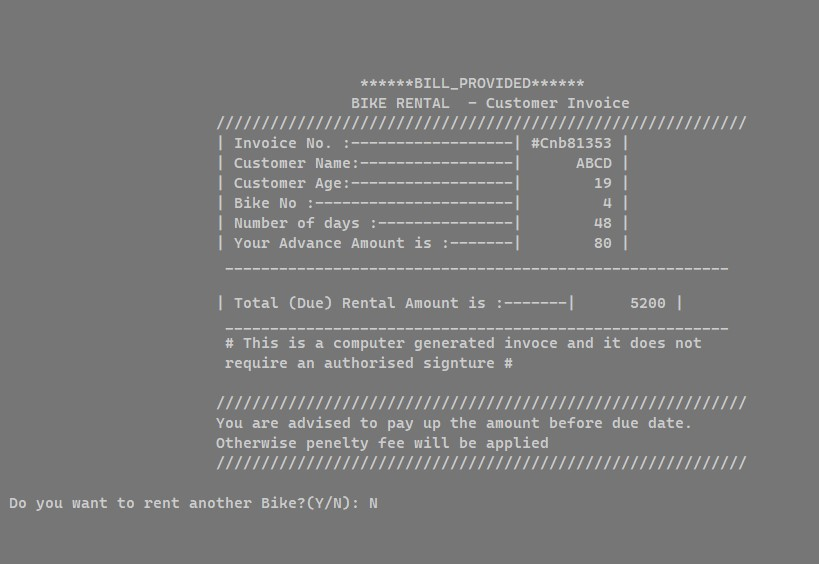 ******BILL_PROVIDED******
BIKE RENTAL  - Customer Invoice
///////////////////////////////////////////////////////////
| Invoice No. :------------------| #Cnb81353 |
| Customer Name:-----------------|      ABCD |
| Customer Age:------------------|        19 |
| Bike No :----------------------|         4 |
| Number of days :---------------|        48 |
| Your Advance Amount is :-------|        80 |
________________________________________________________
| Total (Due) Rental Amount is :-------|      5200 |
________________________________________________________
# This is a computer generated invoce and it does not
require an authorised signture #
///////////////////////////////////////////////////////////
You are advised to pay up the amount before due date.
Otherwise penelty fee will be applied
///////////////////////////////////////////////////////////
Do you want to rent another Bike?(Y/N): N